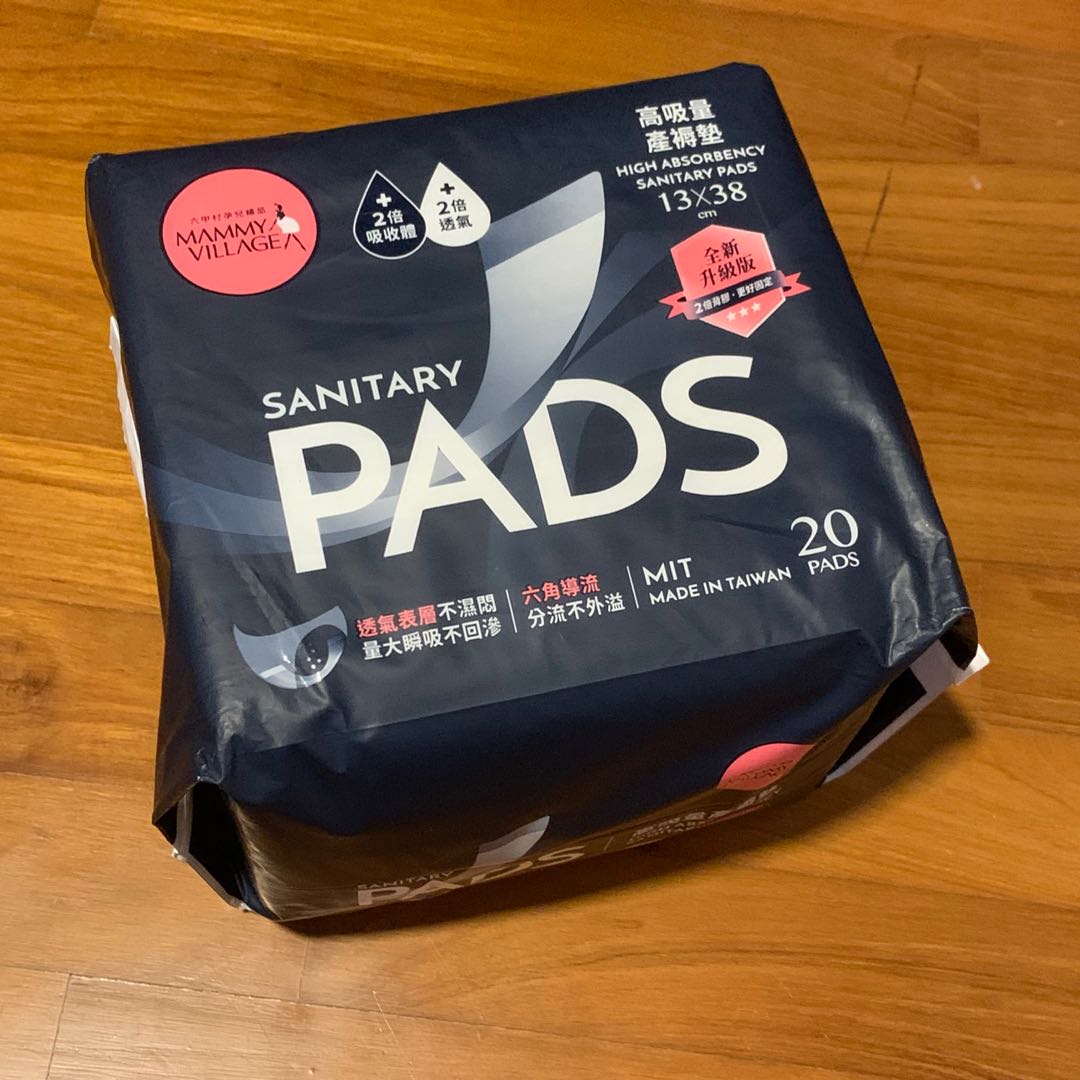 六甲村孕兒精品
MAMMY
VILLAGE
+
2倍
吸收體
+
2倍
透氣
高吸量
產褥墊
HIGH ABSORBENCY
SANITARY PADS
13X38
cm
全新
升級版
2倍背膠·更好固定
SANITARY
PADS
透氣表層不濕悶
量大瞬吸不回滲
六角導流
分流不外溢
MIT
MADE IN TAIWAN
20
PADS
SANITARY
PADS